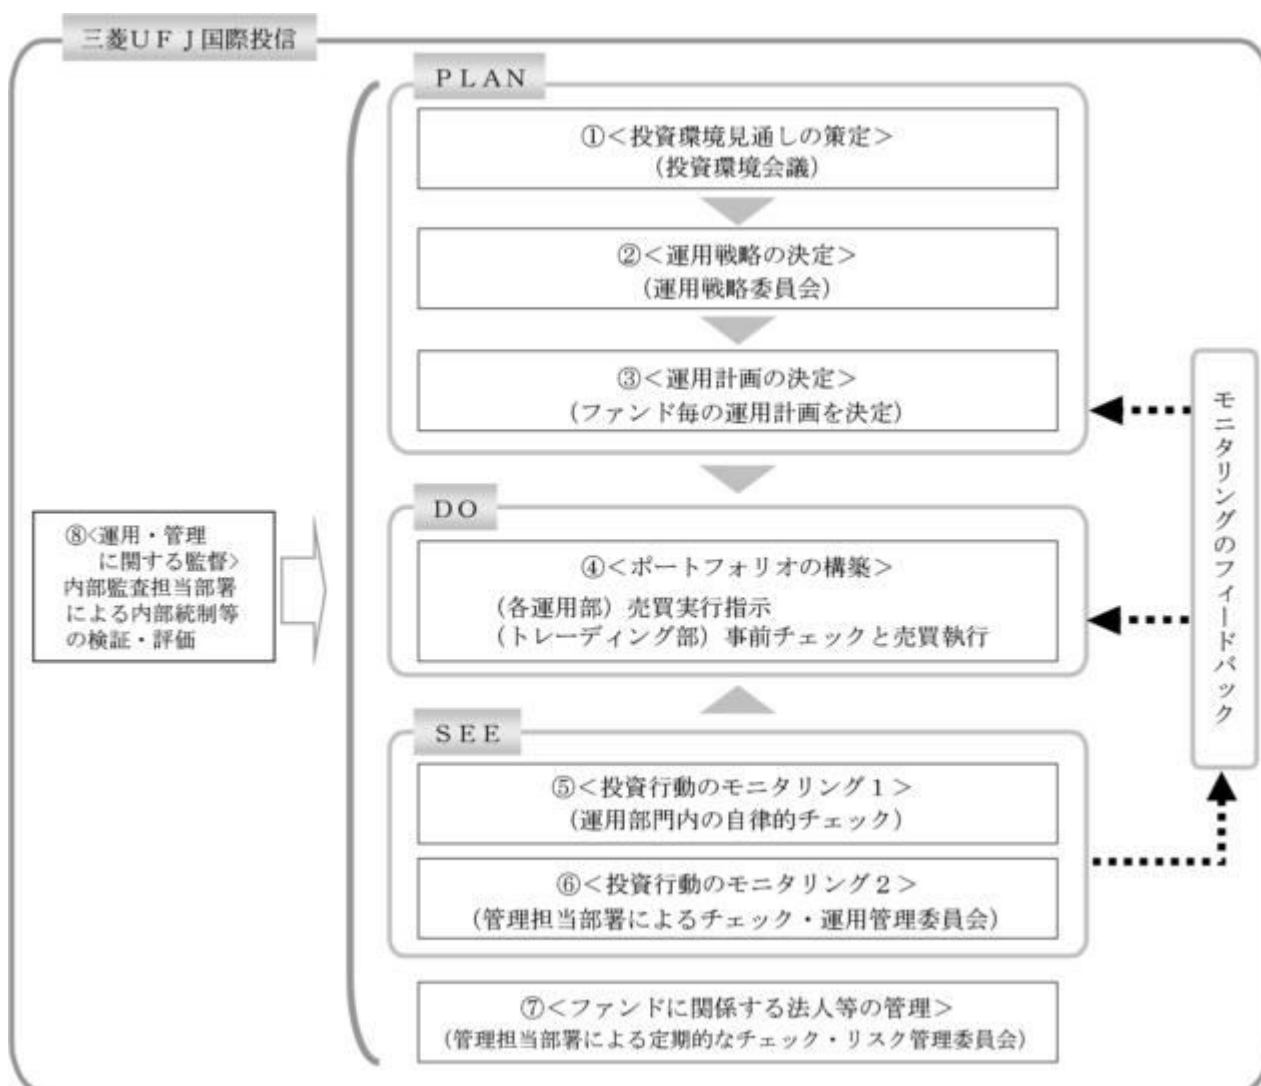 三菱ＵＦＪ国際投信
ＰＬＡＮ
①＜投資環境見通しの策定＞
（投資環境会議）
②＜運用戦略の決定＞
（運用戦略委員会）
③＜運用計画の決定＞
（ファンド毎の運用計画を決定）
ＤＯ
④＜ポートフォリオの構築＞
（各運用部）売買実行指示
（トレーディング部）事前チェックと売買執行
ＳＥＥ
⑤＜投資行動のモニタリング１＞
（運用部門内の自律的チェック）
⑥＜投資行動のモニタリング２＞
（管理担当部署によるチェック・運用管理委員会）
⑦＜ファンドに関係する法人等の管理＞
（管理担当部署による定期的なチェック・リスク管理委員会）
⑧<運用・管理
に関する監督>
内部監査担当部署
による内部統制等
の検証・評価
モニタリングのフィードバック